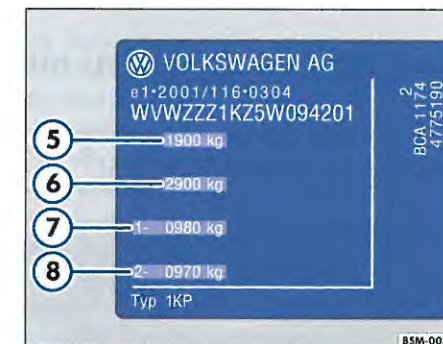 VOLKSWAGEN AG
e1*2001/116*0304
WVWZZZ1KZ5W094201
5
1900 kg
6
2900 kg
7
1- 0980 kg
8
2- 0970 kg
Typ 1KP
2
BCA 1174
4775190
B5M-00